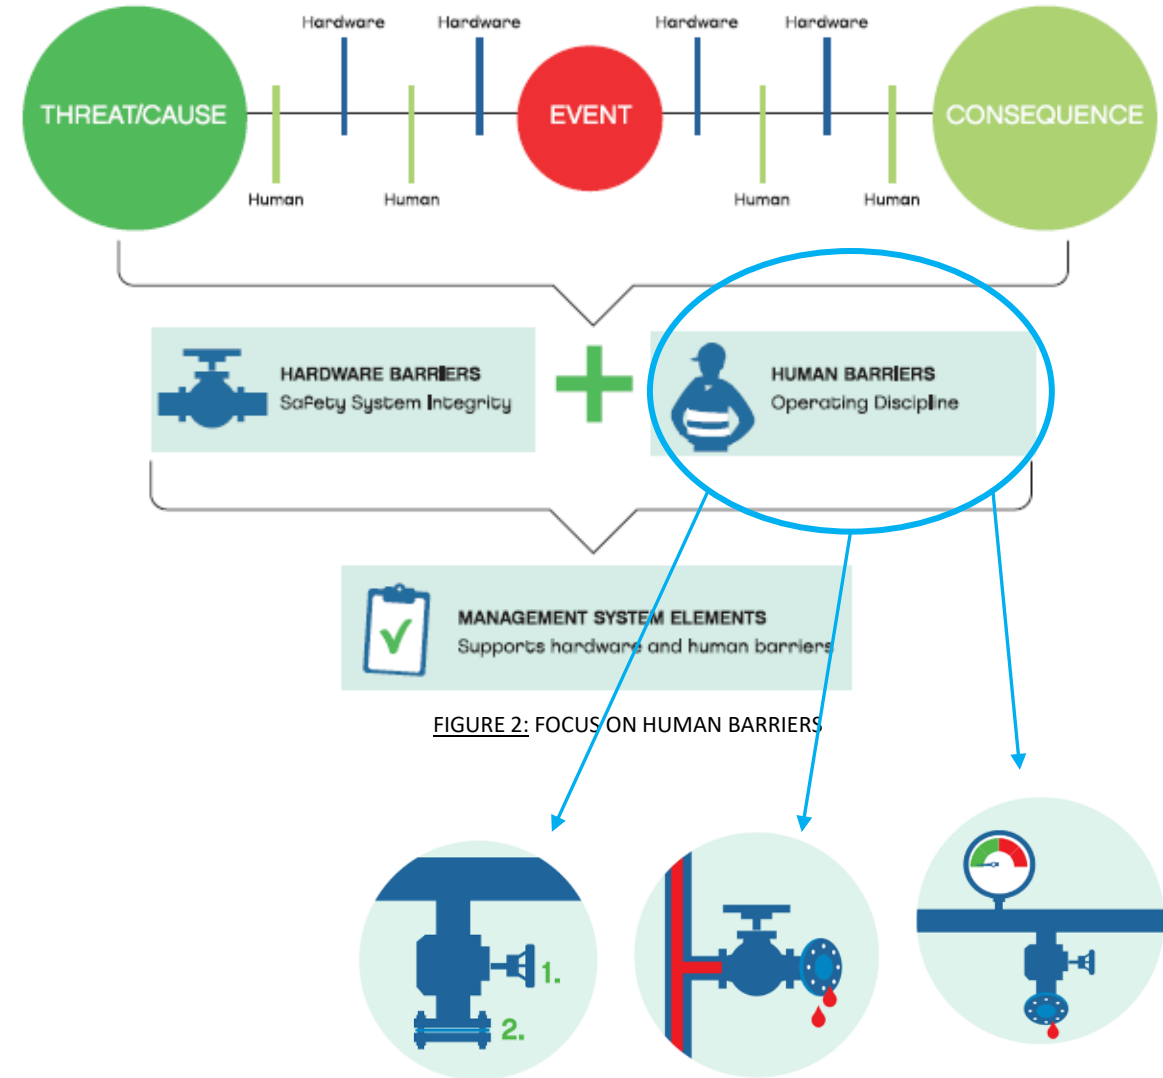 Hardware
Hardware
Hardware
Hardware
THREAT/CAUSE
EVENT
CONSEQUENCE
Human
Human
Human
Human
HARDWARE BARRIERS
Safety System Integrity
HUMAN BARRIERS
Operating Discipline
MANAGEMENT SYSTEM ELEMENTS
Supports hardware and human barriers
FIGURE 2: FOCUS ON HUMAN BARRIERS
1.
2.